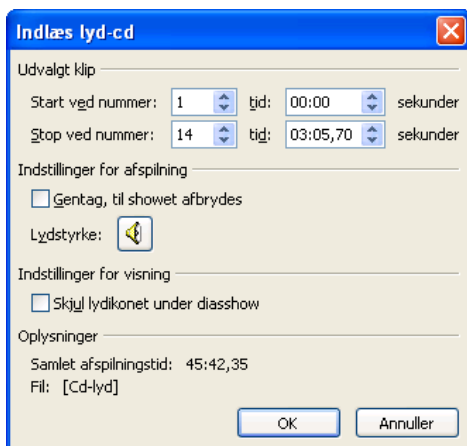 Indlæs lyd-cd
Udvalgt klip
Start ved nummer: 1 tid: 00:00 sekunder
Stop ved nummer: 14 tid: 03:05,70 sekunder
Indstillinger for afspilning
Gentag, til showet afbrydes
Lydstyrke:
Indstillinger for visning
Skjul lydikonet under diasshow
Oplysninger
Samlet afspilningstid: 45:42,35
Fil: [Cd-lyd]
OK Annuller